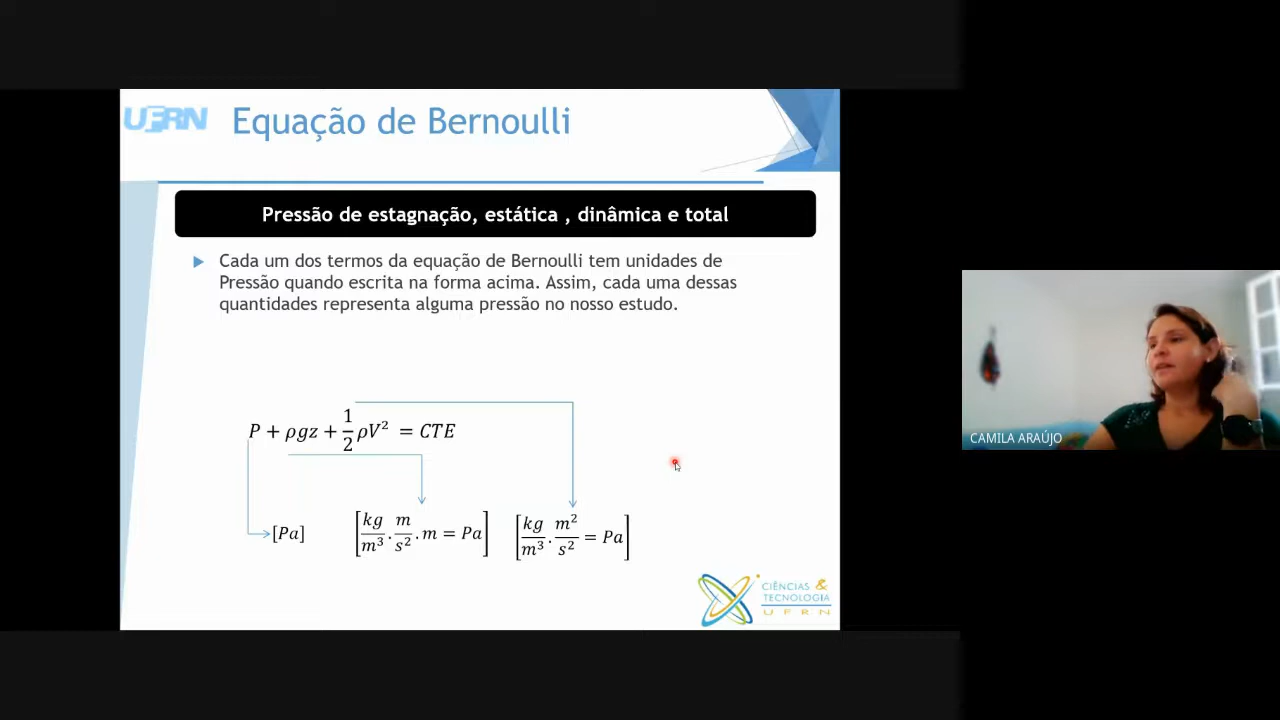 UFRN
Equação de Bernoulli
Pressão de estagnação, estática , dinâmica e total
Cada um dos termos da equação de Bernoulli tem unidades de
Pressão quando escrita na forma acima. Assim, cada uma dessas
quantidades representa alguma pressão no nosso estudo.
P + ρgz + 1/2 ρV² = CTE
[Pa]
[kg/m³ . m/s² . m = Pa]
[kg/m³ . m²/s² = Pa]
CIÊNCIAS &
TECNOLOGIA
UFRN
CAMILA ARAÚJO